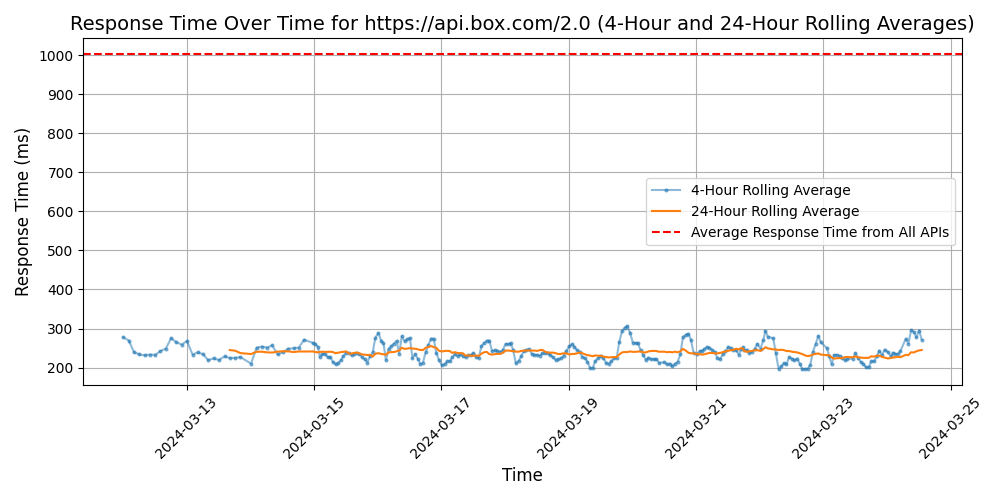 Response Time Over Time for https://api.box.com/2.0 (4-Hour and 24-Hour Rolling Averages)
Response Time (ms)
1000
900
800
700
600
500
400
300
200
4-Hour Rolling Average
24-Hour Rolling Average
Average Response Time from All APIs
2024-03-13
2024-03-15
2024-03-17
2024-03-19
2024-03-21
2024-03-23
2024-03-25
Time